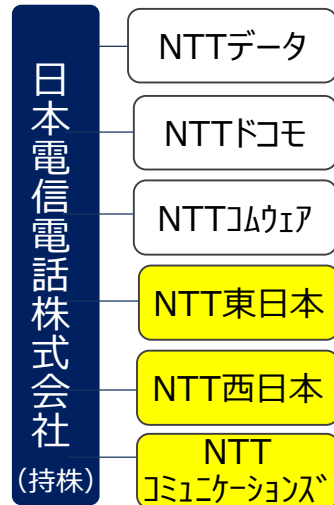 日本電信電話株式会社
(持株)
NTTデータ
NTTドコモ
NTTｺﾑｳｪｱ
NTT東日本
NTT西日本
NTT
ｺﾐｭﾆｹｰｼｮﾝｽﾞ